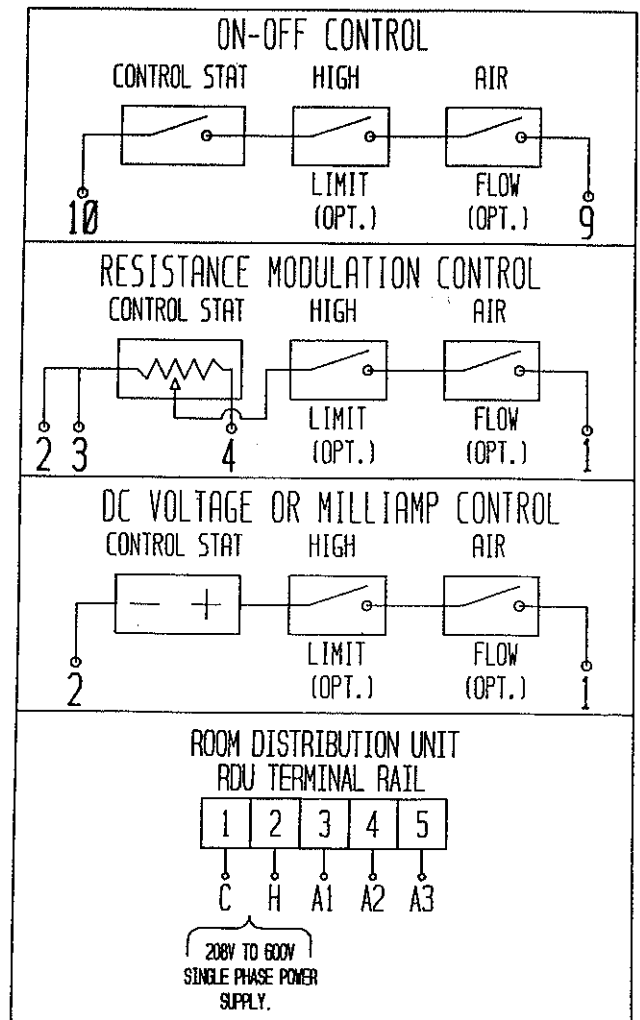 ON-OFF CONTROL
CONTROL STAT HIGH AIR
LIMIT FLOW
10 (OPT.) (OPT.) 9
RESISTANCE MODULATION CONTROL
CONTROL STAT HIGH AIR
LIMIT FLOW
2 3 4 (OPT.) (OPT.) 1
DC VOLTAGE OR MILLIAMP CONTROL
CONTROL STAT HIGH AIR
- +
LIMIT FLOW
2 (OPT.) (OPT.) 1
ROOM DISTRIBUTION UNIT
RDU TERMINAL RAIL
1 2 3 4 5
C H A1 A2 A3
208V TO 600V
SINGLE PHASE POWER
SUPPLY.